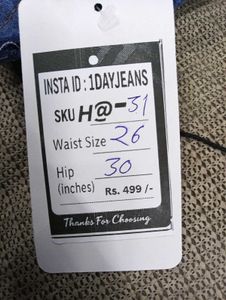 INSTA ID : 1DAYJEANS
SKU H@-31
Waist Size 26
Hip 30
(inches) Rs. 499 /-
Thanks For Choosing